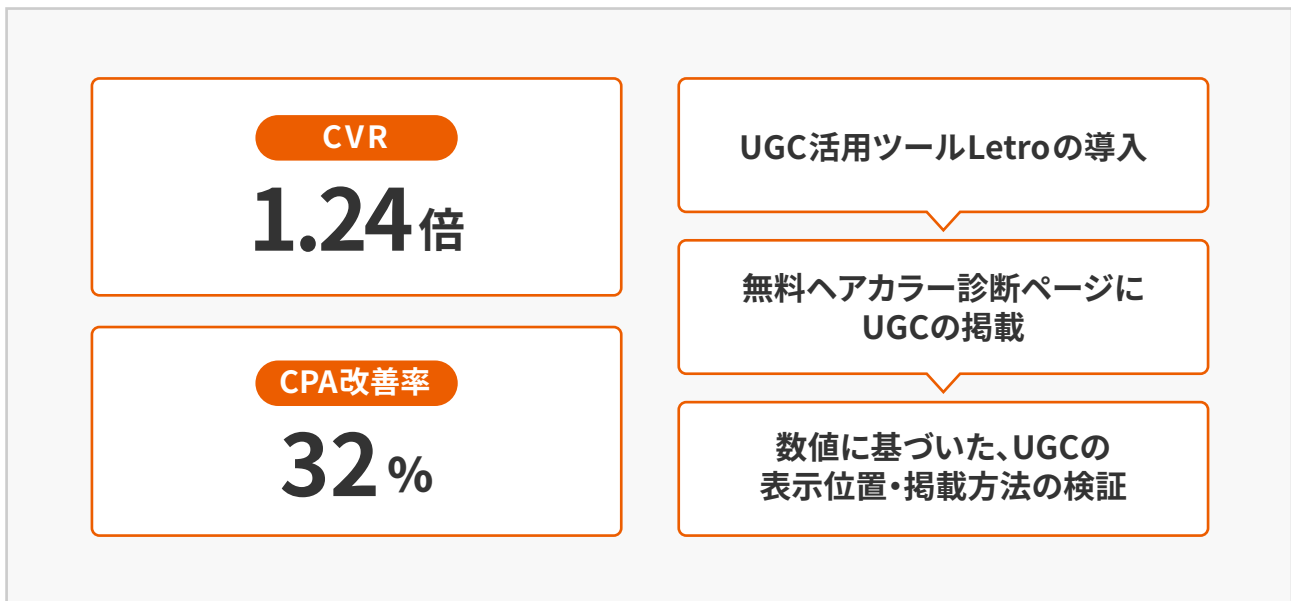 CVR
1.24倍
CPA改善率
32%
UGC活用ツールLetroの導入
無料ヘアカラー診断ページに
UGCの掲載
数値に基づいた、UGCの
表示位置・掲載方法の検証